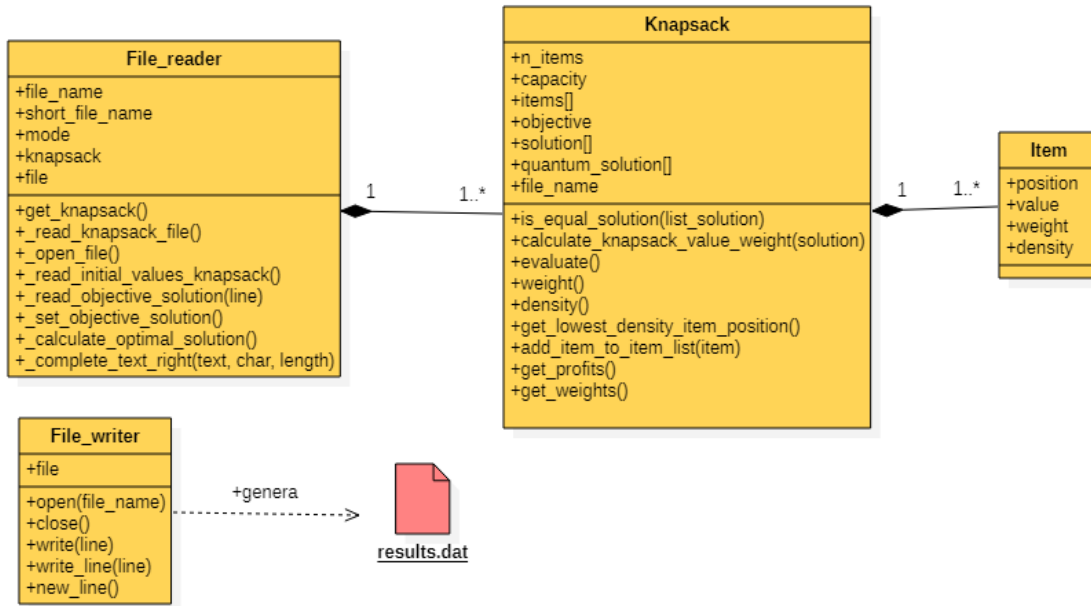 File_reader
+file_name
+short_file_name
+mode
+knapsack
+file
+get_knapsack()
+_read_knapsack_file()
+_open_file()
+_read_initial_values_knapsack()
+_read_objective_solution(line)
+_set_objective_solution()
+_calculate_optimal_solution()
+_complete_text_right(text, char, length)
1
1..*
Knapsack
+n_items
+capacity
+items[]
+objective
+solution[]
+quantum_solution[]
+file_name
+is_equal_solution(list_solution)
+calculate_knapsack_value_weight(solution)
+evaluate()
+weight()
+density()
+get_lowest_density_item_position()
+add_item_to_item_list(item)
+get_profits()
+get_weights()
1
1..*
Item
+position
+value
+weight
+density
File_writer
+file
+open(file_name)
+close()
+write(line)
+write_line(line)
+new_line()
+genera
results.dat